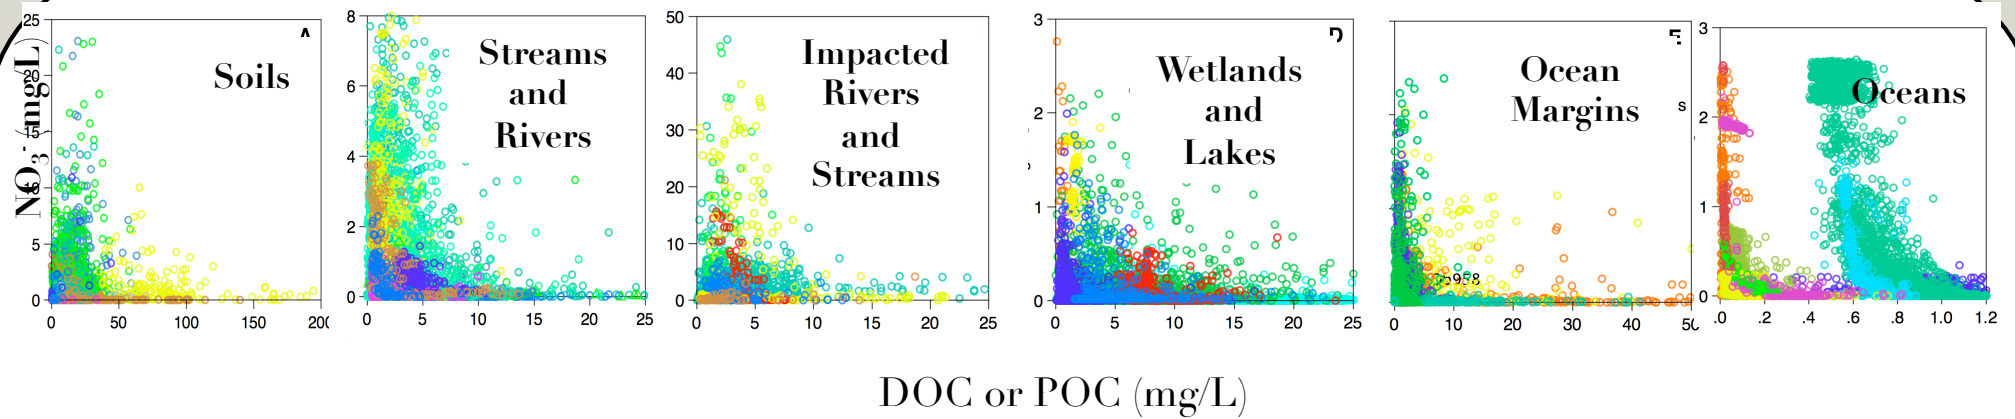 NO3- (mg/L)
25
20
15
10
5
0
A
Soils
0 50 100 150 200
8
6
4
2
0
Streams
and
Rivers
0 5 10 15 20 25
50
40
30
20
10
0
Impacted
Rivers
and
Streams
0 5 10 15 20 25
3
2
1
0
Wetlands
and
Lakes
0 5 10 15 20 25
Ocean
Margins
s
0 10 20 30 40 50
3
2
1
0
Oceans
.0 .2 .4 .6 .8 1.0 1.2
DOC or POC (mg/L)